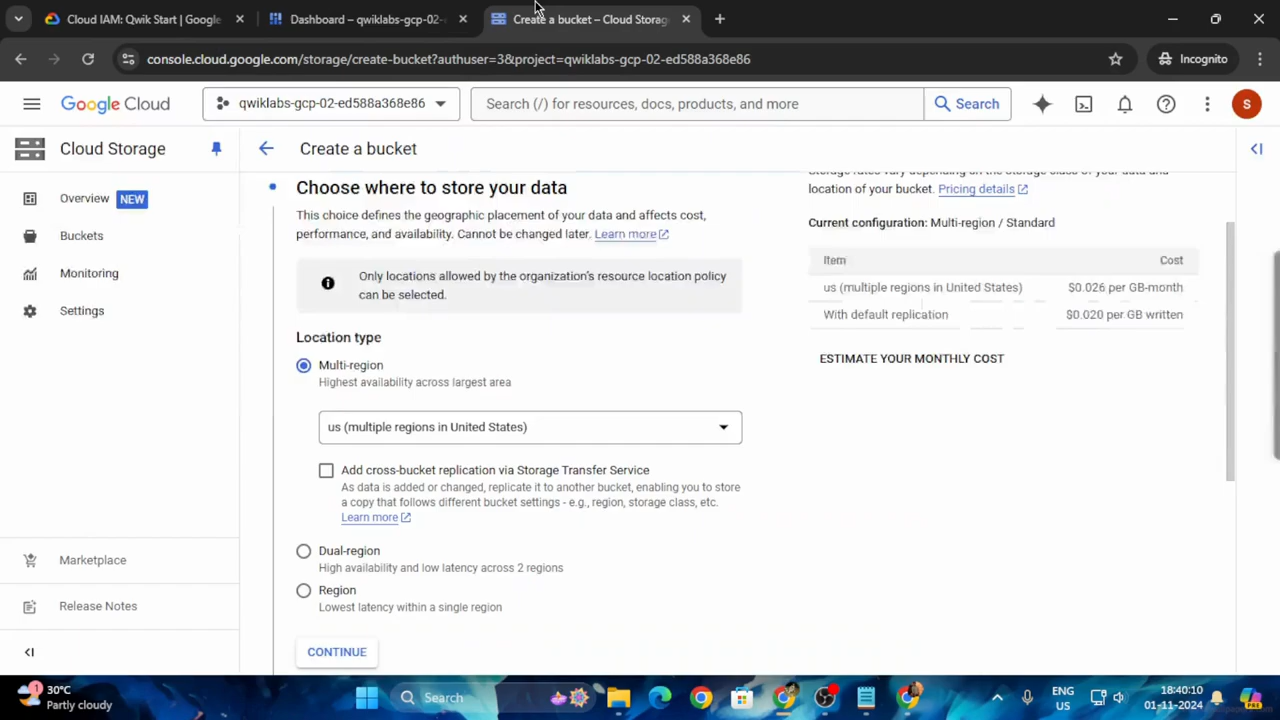 Cloud IAM: Qwik Start | Google
Dashboard – qwiklabs-gcp-02-
Create a bucket – Cloud Storage
console.cloud.google.com/storage/create-bucket?authuser=3&project=qwiklabs-gcp-02-ed588a368e86
Incognito
Google Cloud
qwiklabs-gcp-02-ed588a368e86
Search (/) for resources, docs, products, and more
Search
S
Cloud Storage
Create a bucket
Overview NEW
Buckets
Monitoring
Settings
Marketplace
Release Notes
Choose where to store your data
This choice defines the geographic placement of your data and affects cost,
performance, and availability. Cannot be changed later. Learn more
Only locations allowed by the organization's resource location policy
can be selected.
Location type
Multi-region
Highest availability across largest area
us (multiple regions in United States)
Add cross-bucket replication via Storage Transfer Service
As data is added or changed, replicate it to another bucket, enabling you to store
a copy that follows different bucket settings - e.g., region, storage class, etc.
Learn more
Dual-region
High availability and low latency across 2 regions
Region
Lowest latency within a single region
CONTINUE
Storage rates vary depending on the storage class of your data and
location of your bucket. Pricing details
Current configuration: Multi-region / Standard
Item Cost
us (multiple regions in United States) $0.026 per GB-month
With default replication $0.020 per GB written
ESTIMATE YOUR MONTHLY COST
1
30°C
Partly cloudy
Search
ENG
US
18:40:10
01-11-2024
PRE